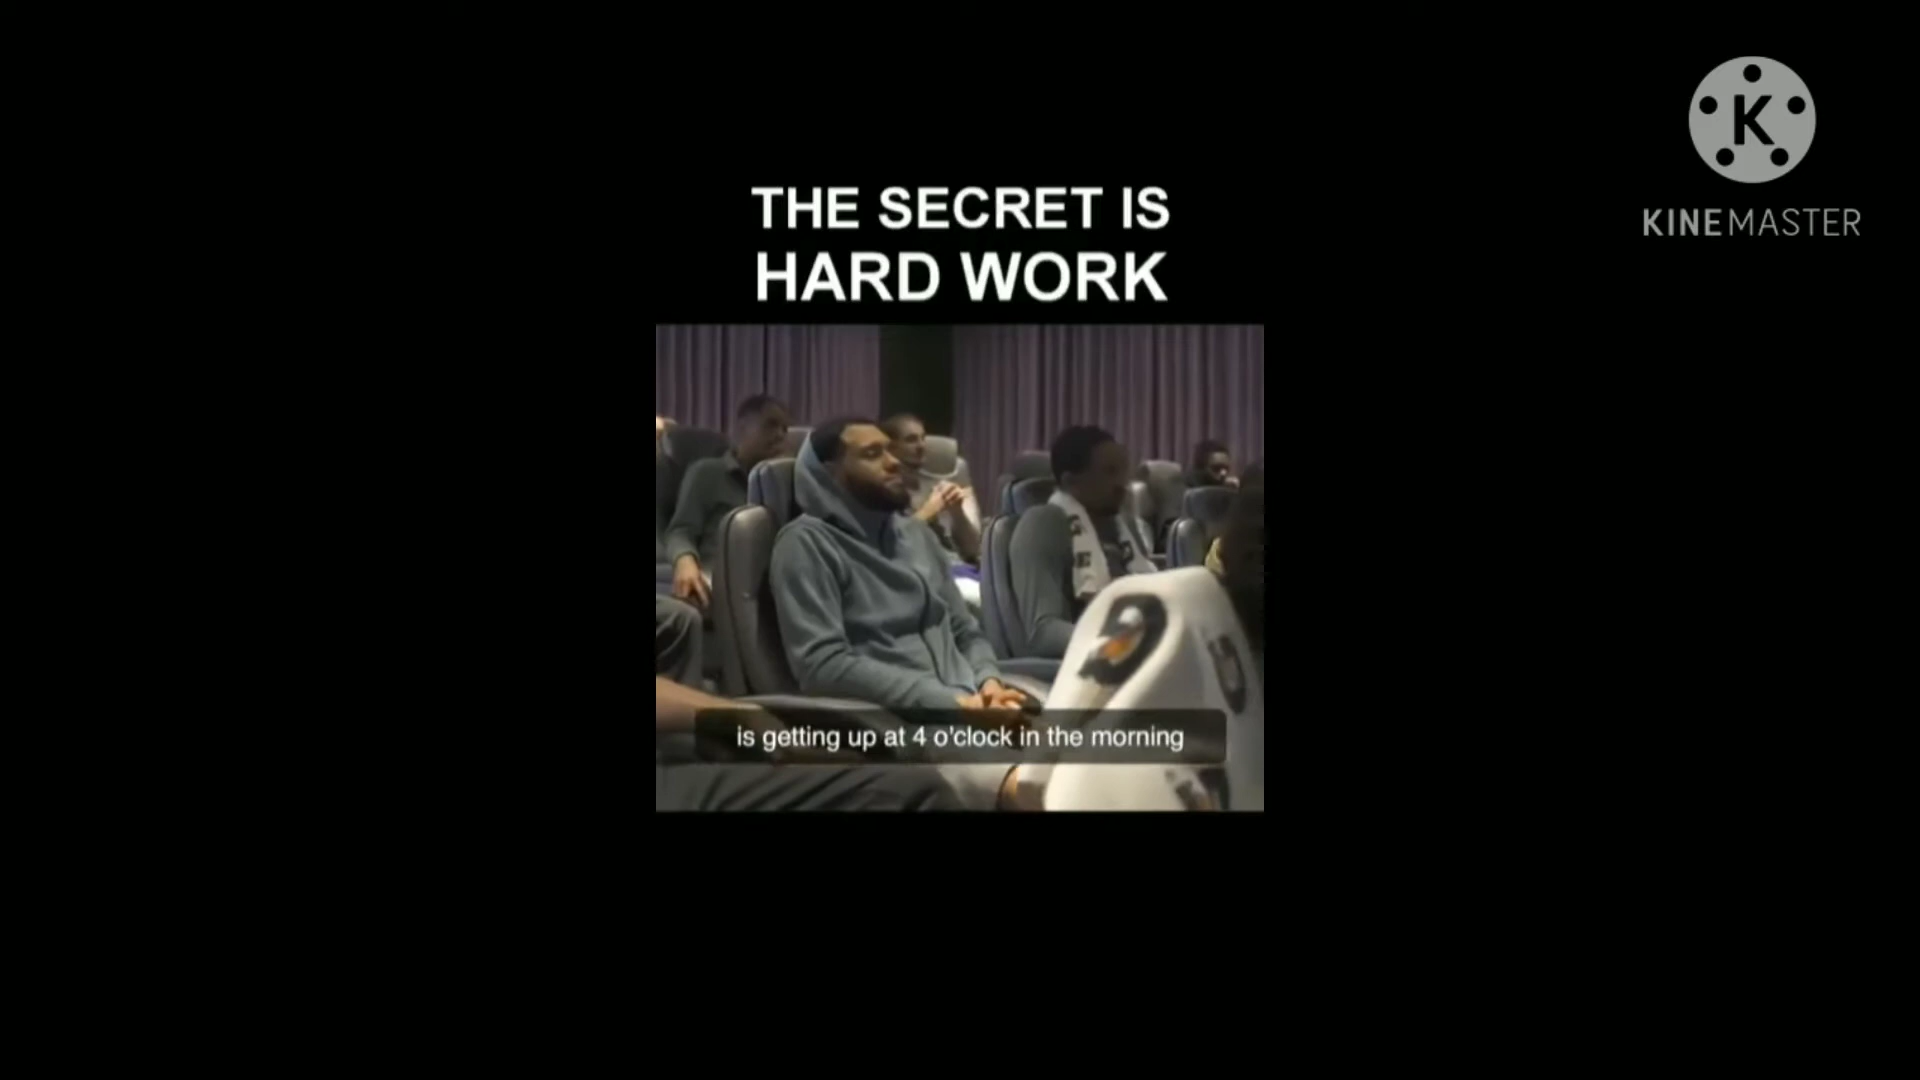 THE SECRET IS
HARD WORK
K
KINEMASTER
is getting up at 4 o'clock in the morning